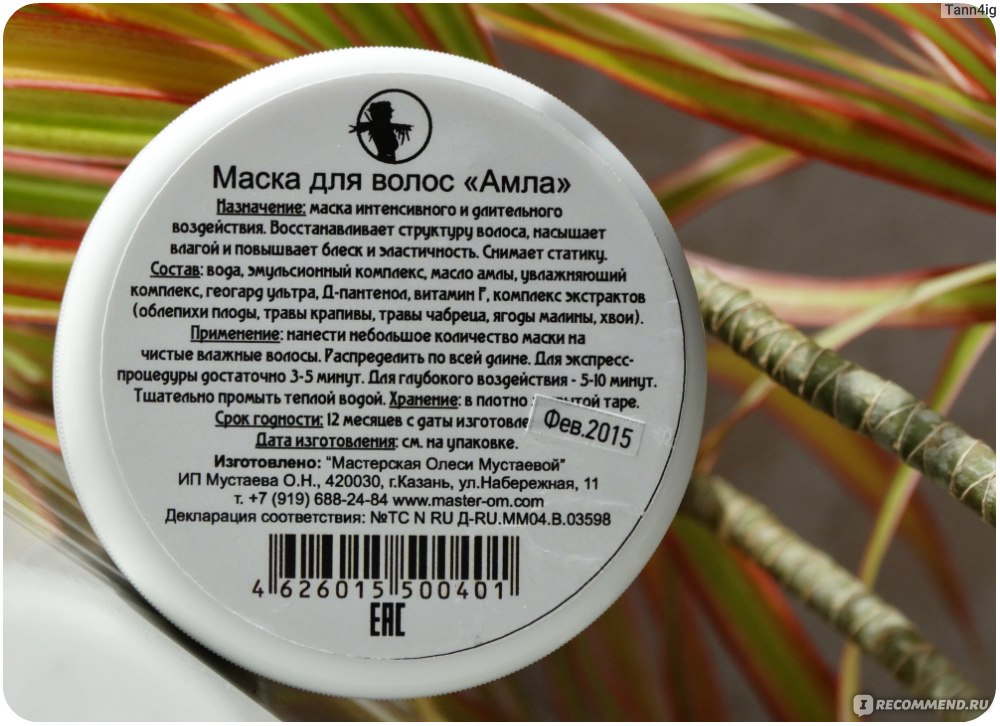 Tann4ig
Маска для волос «Амла»
Назначение: маска интенсивного и длительного
воздействия. Восстанавливает структуру волоса, насыщает
влагой и повышвает блеск и эластичность. Снимает статику.
Состав: вода, эмульсионный комплекс, масло амлы, увлажняющий
комплекс, геогард ультра, Д-пантенол, витамин F, комплекс экстрактов
(облепихи плоды, травы крапивы, травы чабреца, ягоды малины, хвои).
Применение: нанести небольшое количество маски на
чистые влажные волосы. Распределить по всей длине. Для экспресс-
процедуры достаточно 3-5 минут. Для глубокого воздействия - 5-10 минут.
Тщательно промыть теплой водой. Хранение: в плотно таре.
Срок годности: 12 месяцев с даты
Фев.2015
Дата изготовления: см. на упаковке.
Изготовлено: "Мастерская Олеси Мустаевой"
ИП Мустаева О.Н., 420030, г.Казань, ул.Набережная, 11
т. +7 (919) 688-24-84 www.master-om.com
Декларация соответствия: №ТС N RU Д-RU.ММ04.В.03598
4 626015 500401
EAC
I RECOMMEND.RU